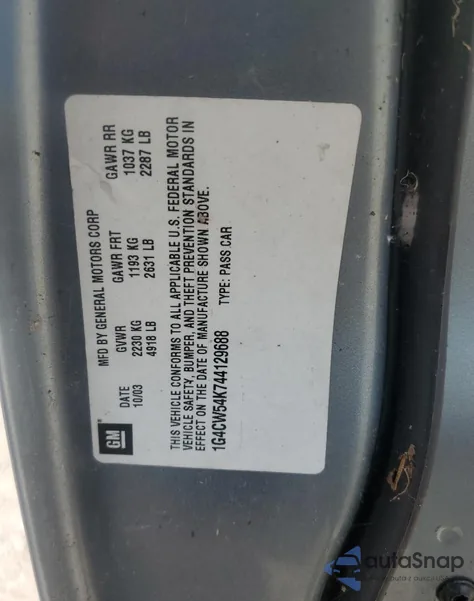 MFD BY GENERAL MOTORS CORP
DATE GVWR GAWR FRT GAWR RR
10/03 2230 KG 1193 KG 1037 KG
4918 LB 2631 LB 2287 LB
GM
THIS VEHICLE CONFORMS TO ALL APPLICABLE U.S. FEDERAL MOTOR
VEHICLE SAFETY, BUMPER, AND THEFT PREVENTION STANDARDS IN
EFFECT ON THE DATE OF MANUFACTURE SHOWN ABOVE.
1G4CW54K744129688 TYPE: PASS CAR
autaSnap